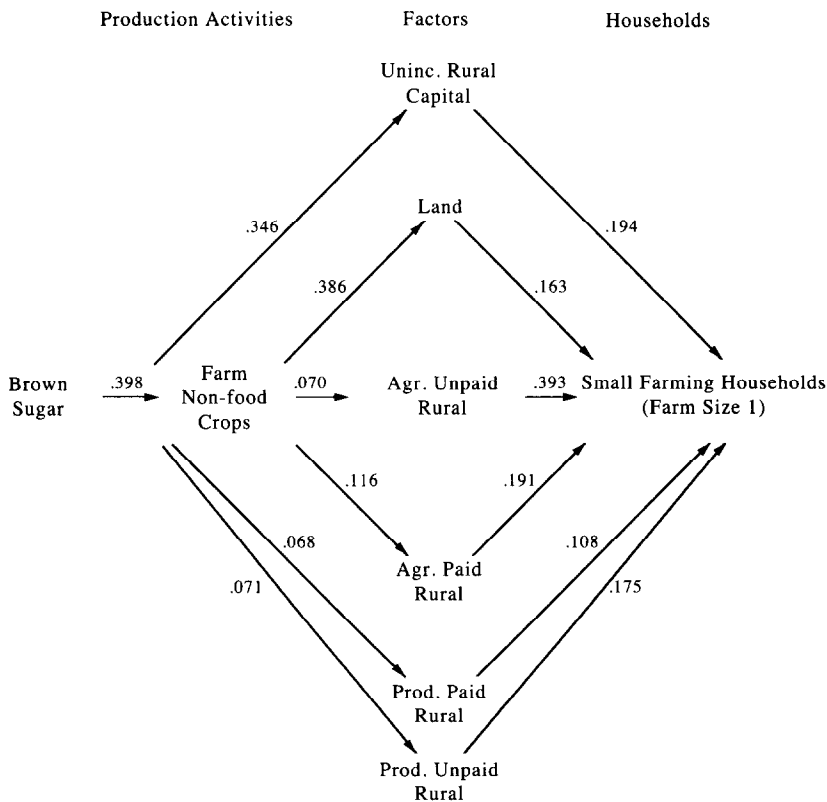 Production Activities Factors Households
Uninc. Rural
Capital
Land
.346
.194
.386
.163
Brown
Sugar
.398
Farm
Non-food
Crops
.070
Agr. Unpaid
Rural
.393
Small Farming Households
(Farm Size 1)
.116
.191
.068
.108
.071
.175
Agr. Paid
Rural
Prod. Paid
Rural
Prod. Unpaid
Rural